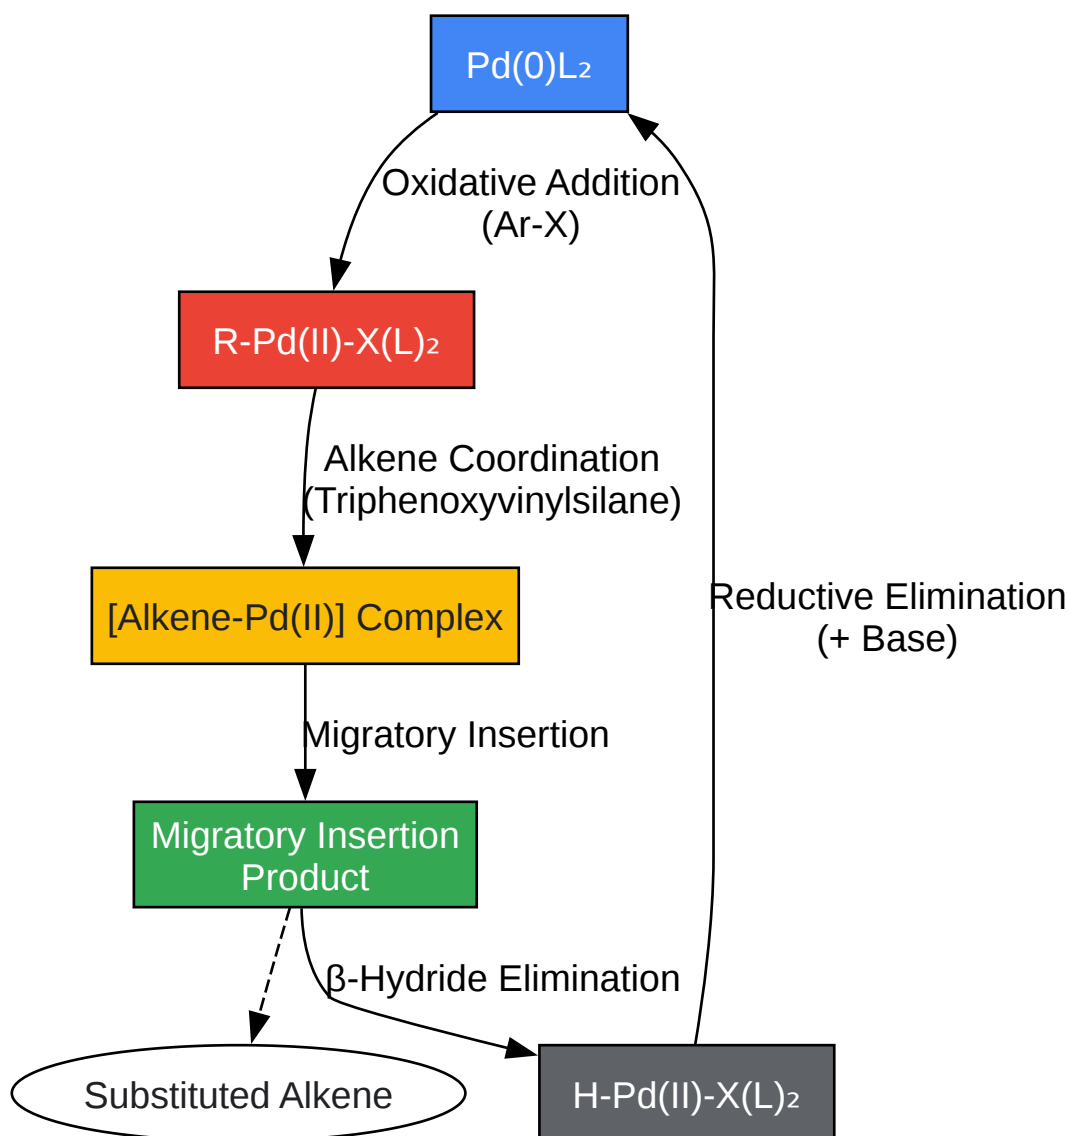 Pd(0)L₂
Oxidative Addition
(Ar-X)
R-Pd(II)-X(L)₂
Alkene Coordination
(Triphenoxyvinylsilane)
[Alkene-Pd(II)] Complex
Reductive Elimination
(+ Base)
Migratory Insertion
Migratory Insertion
Product
β-Hydride Elimination
Substituted Alkene
H-Pd(II)-X(L)₂